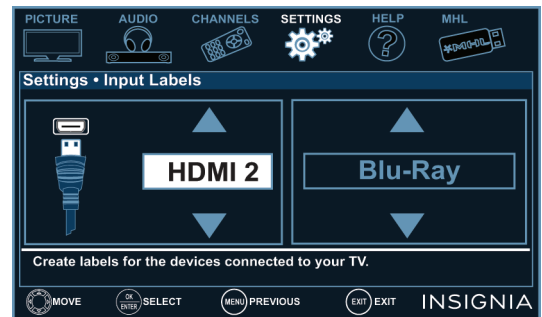 PICTURE AUDIO CHANNELS SETTINGS HELP MHL
MHL
Settings • Input Labels
HDMI 2 Blu-Ray
Create labels for the devices connected to your TV.
MOVE OK ENTER SELECT MENU PREVIOUS EXIT EXIT INSIGNIA